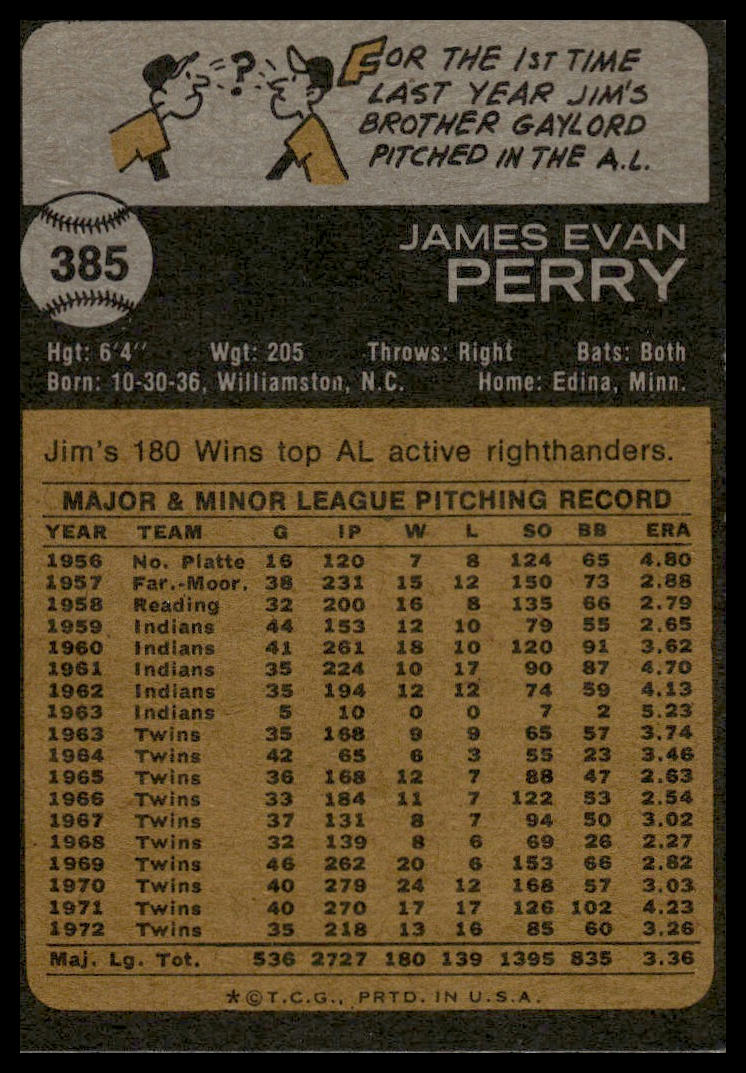 ?
FOR THE 1ST TIME
LAST YEAR JIM'S
BROTHER GAYLORD
PITCHED IN THE A.L.
385
JAMES EVAN
PERRY
Hgt: 6'4" Wgt: 205 Throws: Right Bats: Both
Born: 10-30-36, Williamston, N.C. Home: Edina, Minn.
Jim's 180 Wins top AL active righthanders.
MAJOR & MINOR LEAGUE PITCHING RECORD
YEAR TEAM G IP W L SO BB ERA
1956 No. Platte 16 120 7 8 124 65 4.80
1957 Far.-Moor. 38 231 15 12 150 73 2.88
1958 Reading 32 200 16 8 135 66 2.79
1959 Indians 44 153 12 10 79 55 2.65
1960 Indians 41 261 18 10 120 91 3.62
1961 Indians 35 224 10 17 90 87 4.70
1962 Indians 35 194 12 12 74 59 4.13
1963 Indians 5 10 0 0 7 2 5.23
1963 Twins 35 168 9 9 65 57 3.74
1964 Twins 42 65 6 3 55 23 3.46
1965 Twins 36 168 12 7 88 47 2.63
1966 Twins 33 184 11 7 122 53 2.54
1967 Twins 37 131 8 7 94 50 3.02
1968 Twins 32 139 8 6 69 26 2.27
1969 Twins 46 262 20 6 153 66 2.82
1970 Twins 40 279 24 12 168 57 3.03
1971 Twins 40 270 17 17 126 102 4.23
1972 Twins 35 218 13 16 85 60 3.26
Maj. Lg. Tot. 536 2727 180 139 1395 835 3.36
*©T.C.G., PRTD. IN U.S.A.